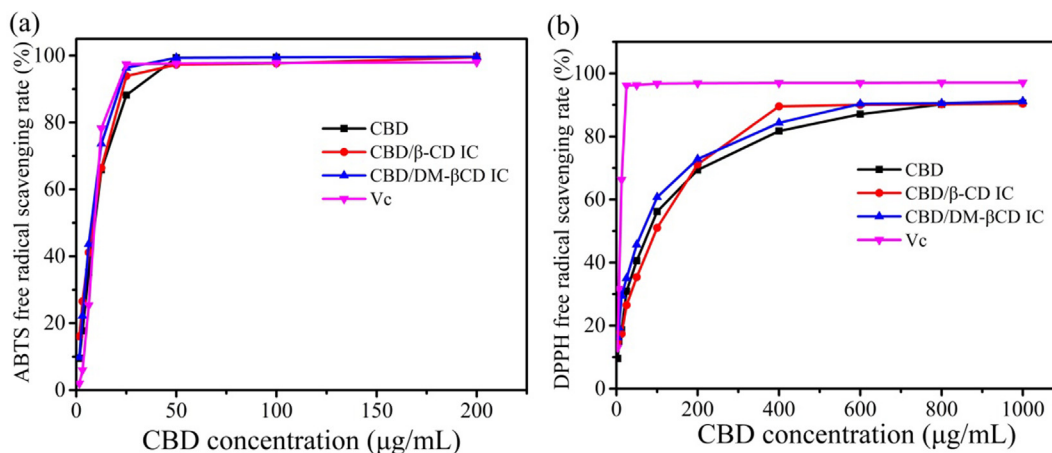 (a)
ABTS free radical scavenging rate (%)
100
80
60
40
20
0
CBD
CBD/β-CD IC
CBD/DM-βCD IC
Vc
0 50 100 150 200
CBD concentration (μg/mL)
(b)
DPPH free radical scavenging rate (%)
100
80
60
40
20
0
CBD
CBD/β-CD IC
CBD/DM-βCD IC
Vc
0 200 400 600 800 1000
CBD concentration (μg/mL)